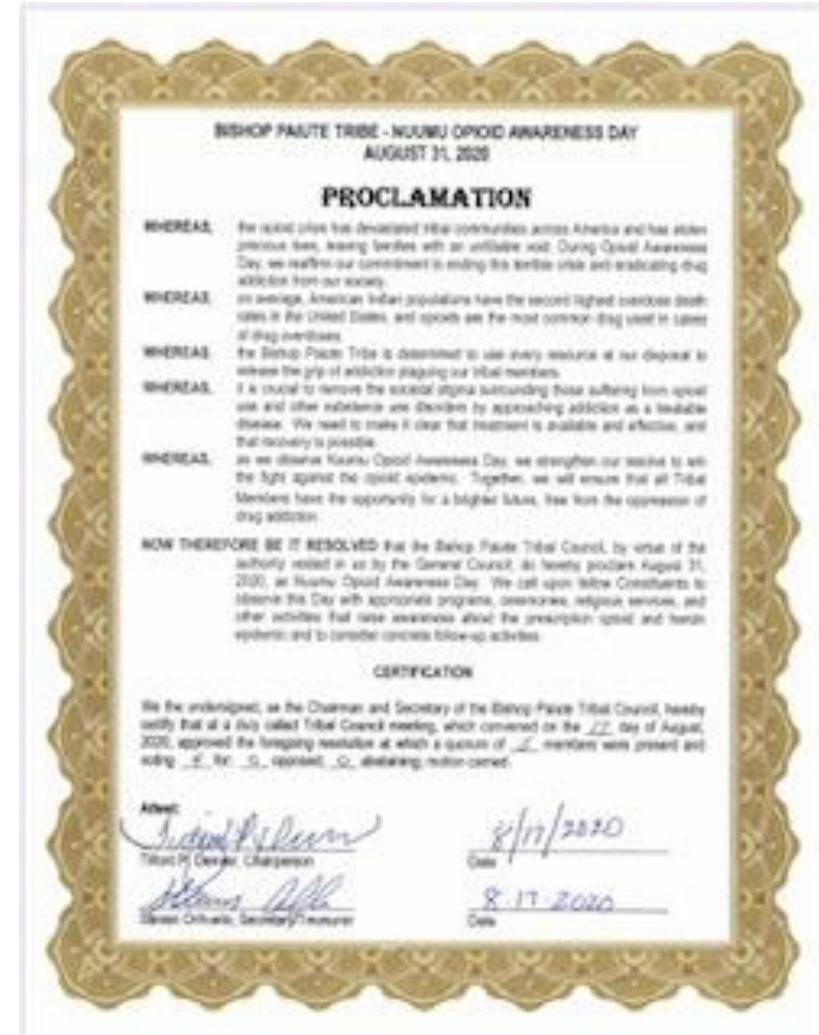 BISHOP PAIUTE TRIBE - NUUMU OPIOID AWARENESS DAY
AUGUST 31, 2020
PROCLAMATION
WHEREAS, the opioid crisis has devastated tribal communities across America and has stolen
precious lives, leaving families with an unfillable void. During Opioid Awareness
Day, we reaffirm our commitment to ending this terrible crisis and eradicating drug
addiction from our society.
WHEREAS, on average, American Indian populations have the second highest overdose death
rates in the United States, and opioids are the most common drug used in cases
of drug overdoses.
WHEREAS, the Bishop Paiute Tribe is determined to use every resource at our disposal to
release the grip of addiction plaguing our tribal members.
WHEREAS, it is crucial to remove the societal stigma surrounding those suffering from opioid
use and other substance use disorders by approaching addiction as a treatable
disease. We need to make it clear that treatment is available and effective, and
that recovery is possible.
WHEREAS, as we observe Nuumu Opioid Awareness Day, we strengthen our resolve to win
the fight against the opioid epidemic. Together, we will ensure that all Tribal
Members have the opportunity for a brighter future, free from the oppression of
drug addiction.
NOW THEREFORE BE IT RESOLVED that the Bishop Paiute Tribal Council, by virtue of the
authority vested in us by the General Council, do hereby proclaim August 31,
2020, as Nuumu Opioid Awareness Day. We call upon fellow Constituents to
observe this Day with appropriate programs, ceremonies, religious services, and
other activities that raise awareness about the prescription opioid and heroin
epidemic and to consider concrete follow-up activities.
CERTIFICATION
We the undersigned, as the Chairman and Secretary of the Bishop Paiute Tribal Council, hereby
certify that at a duly called Tribal Council meeting, which convened on the 17 day of August,
2020, approved the foregoing resolution at which a quorum of members were present and
voting for: 0 opposed; 0 abstaining; motion carried.
Attest:
8/17/2020
Tilford P. Denver, Chairperson Date
8-17-2020
Steven Orihuela, Secretary/Treasurer Date